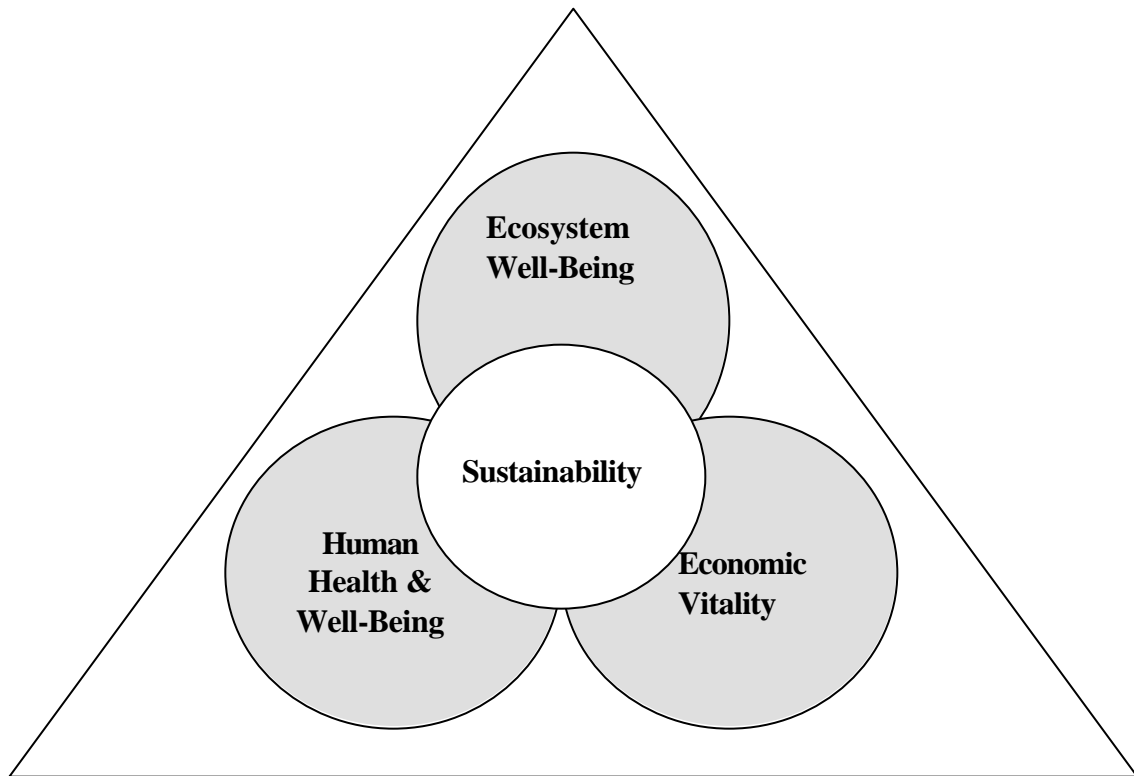 Ecosystem
Well-Being
Sustainability
Human
Health &
Well-Being
Economic
Vitality